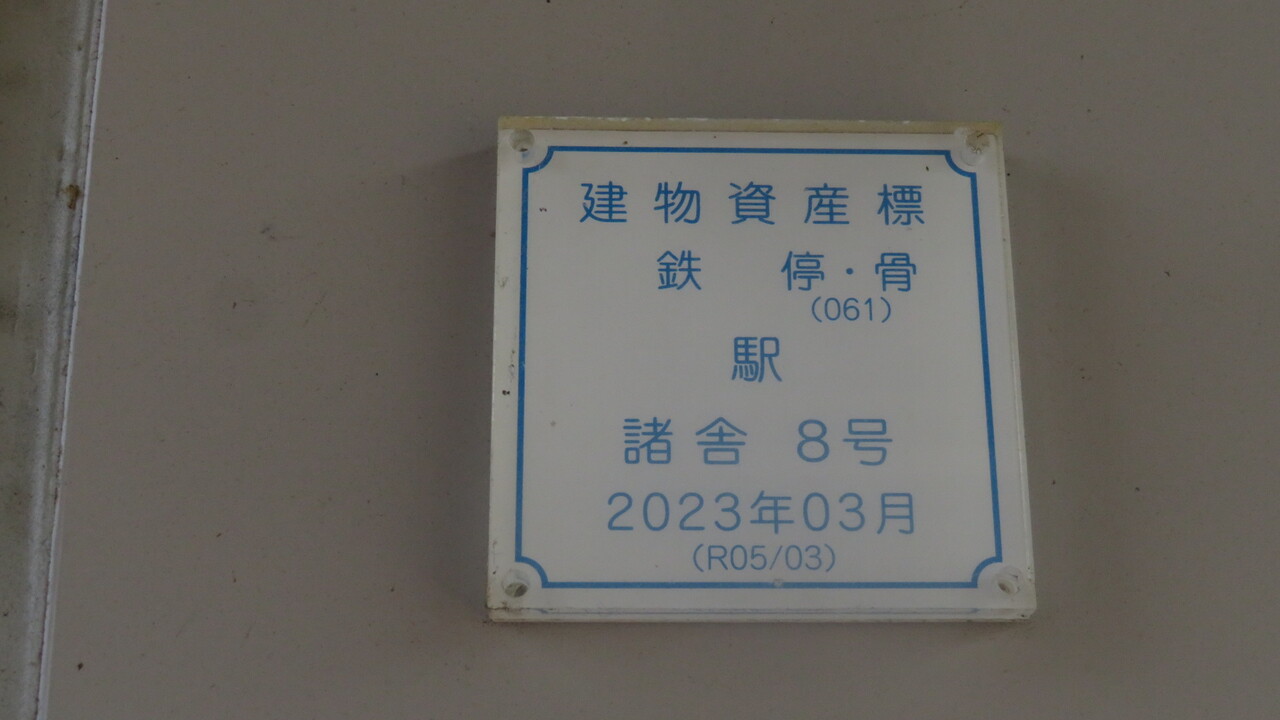 建物資産標
鉄 停・骨
(061)
駅
諸舎 8号
2023年03月
(R05/03)